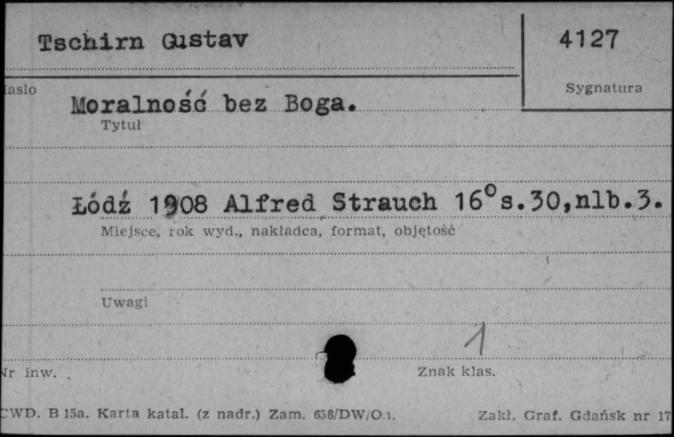 Tschirn Gustav
4127
Hasło
Sygnatura
Moralność bez Boga.
Tytuł
Łódź 1908 Alfred Strauch 16° s.30,nlb.3.
Miejsce, rok wyd., nakładca, format, objętość
Uwagi
1
Nr inw.
Znak klas.
CWD. B 15a. Karta katal. (z nadr.) Zam. 658/DW/O.i.
Zakł. Graf. Gdańsk nr 17